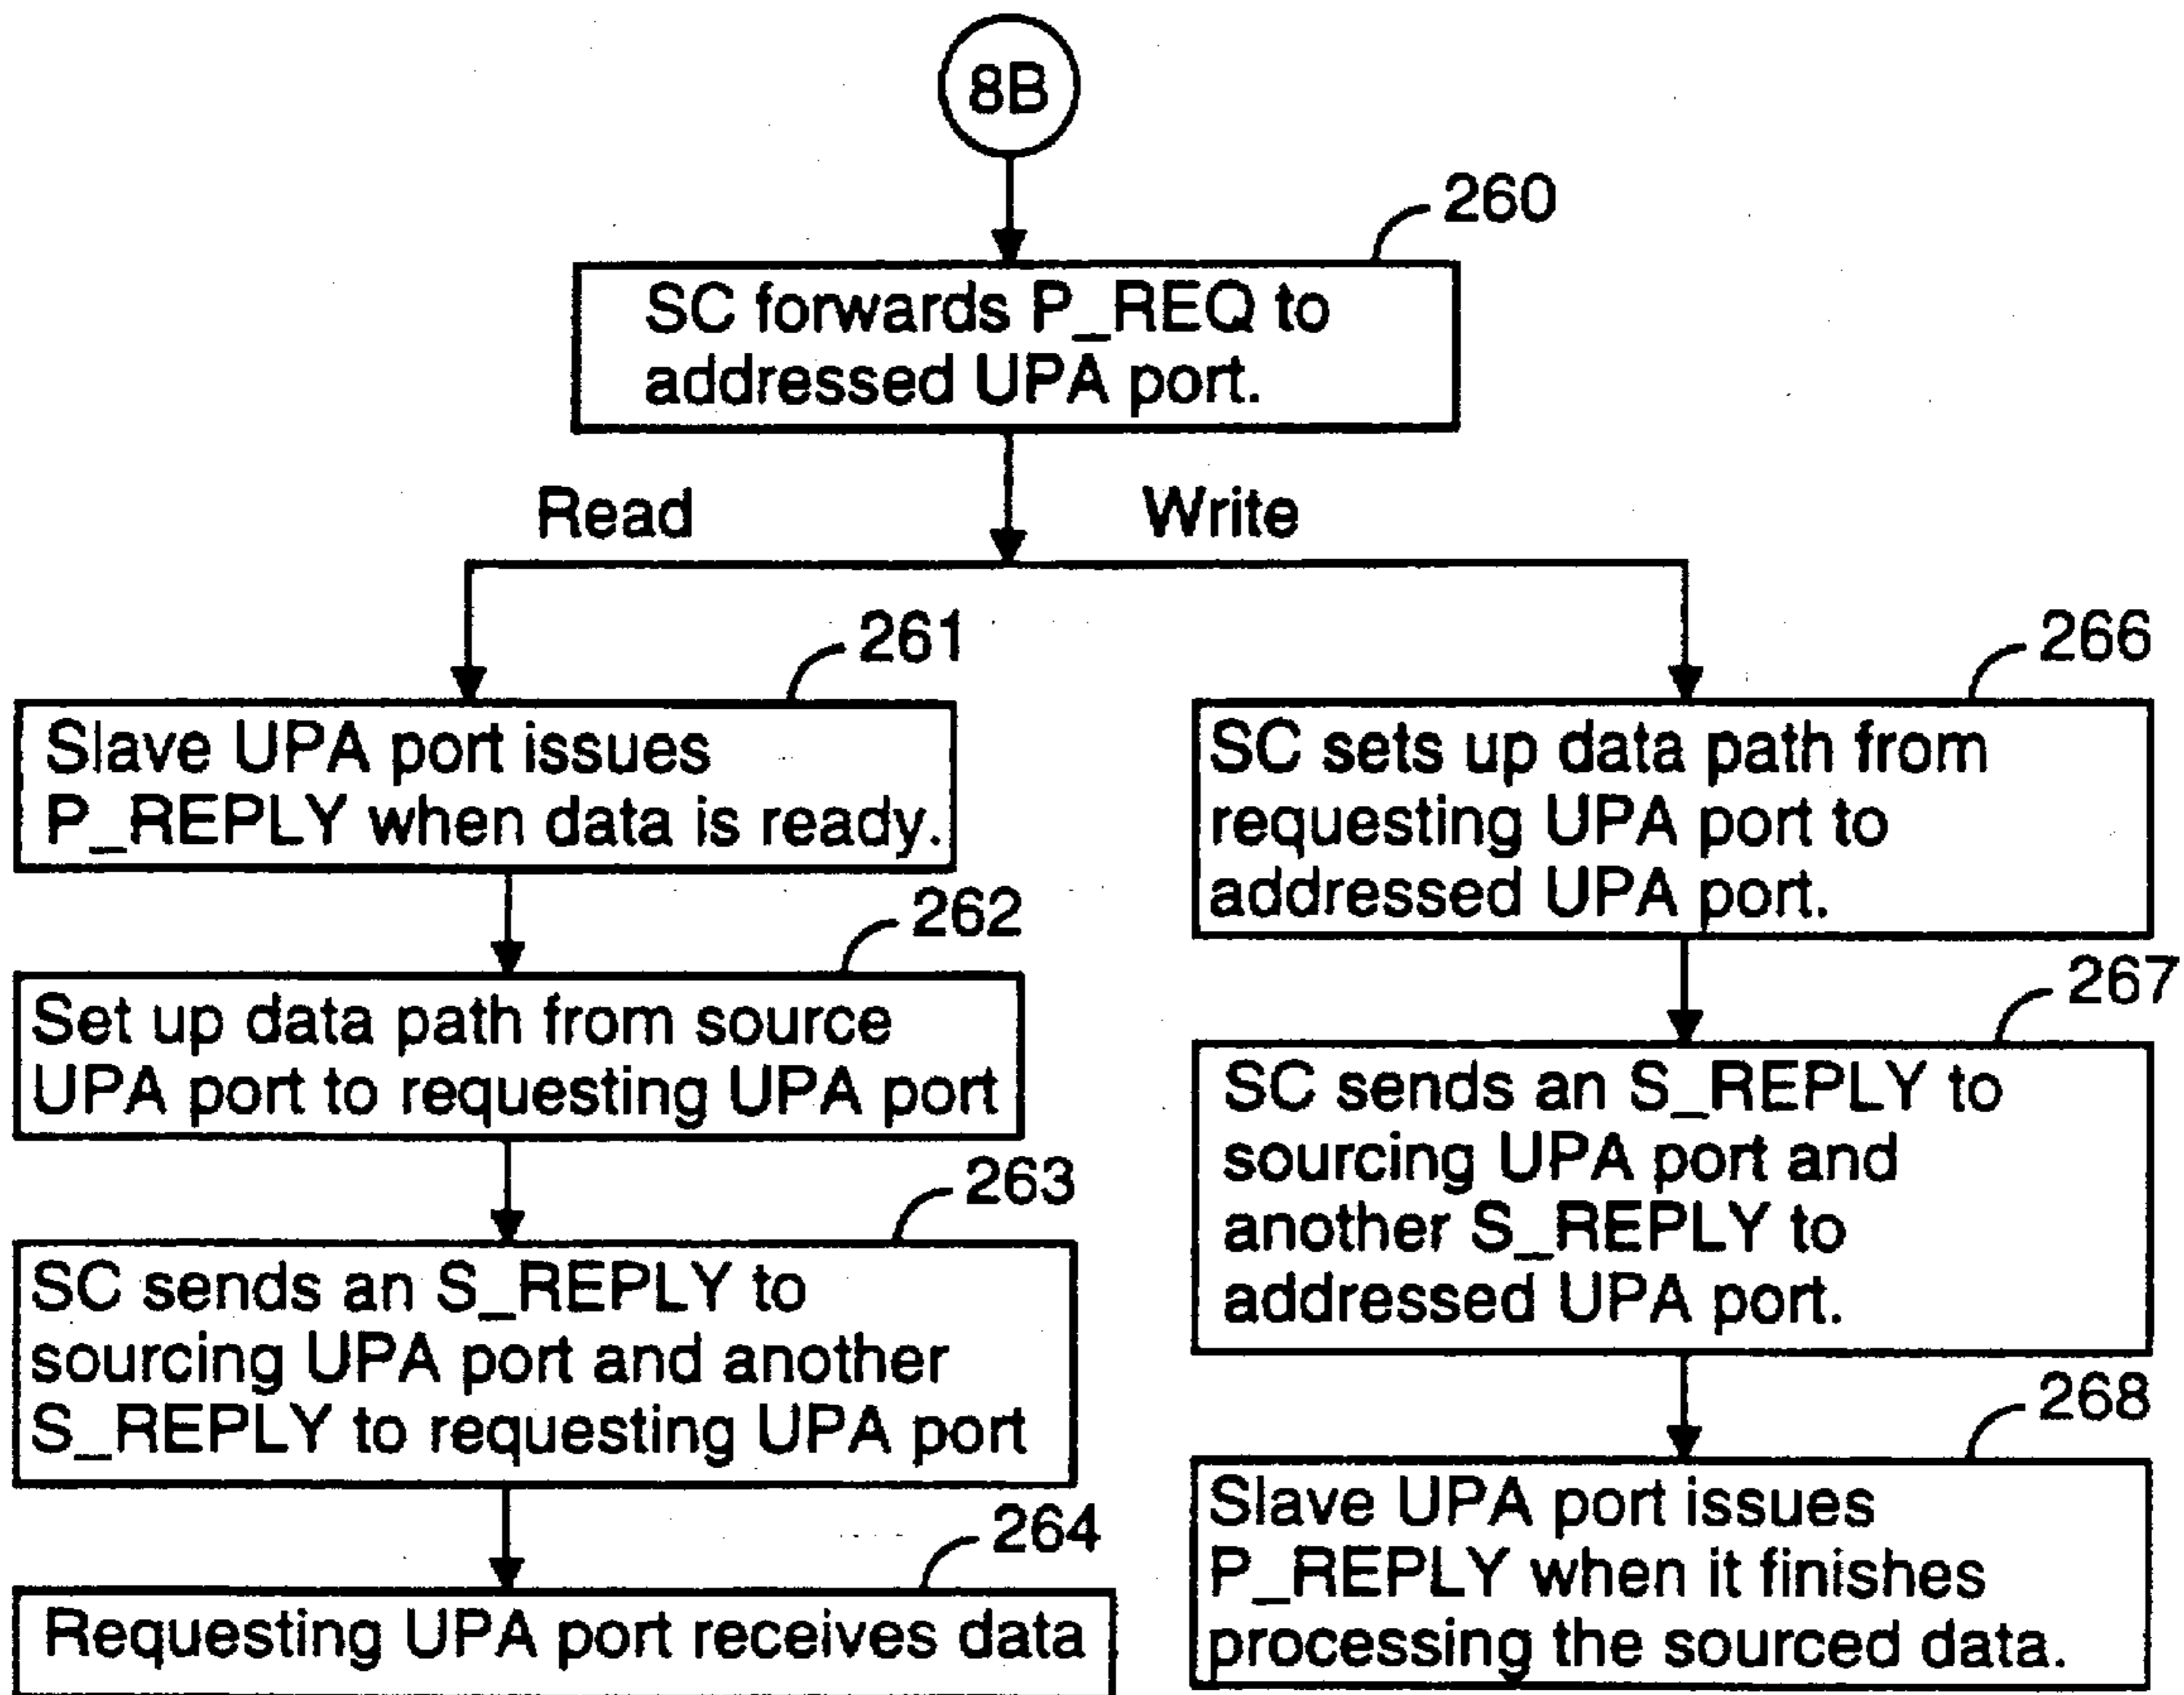 8B
260
SC forwards P_REQ to
addressed UPA port.
Read
Write
261
Slave UPA port issues
P_REPLY when data is ready.
262
Set up data path from source
UPA port to requesting UPA port
263
SC sends an S_REPLY to
sourcing UPA port and another
S_REPLY to requesting UPA port
264
Requesting UPA port receives data
266
SC sets up data path from
requesting UPA port to
addressed UPA port.
267
SC sends an S_REPLY to
sourcing UPA port and
another S_REPLY to
addressed UPA port.
268
Slave UPA port issues
P_REPLY when it finishes
processing the sourced data.